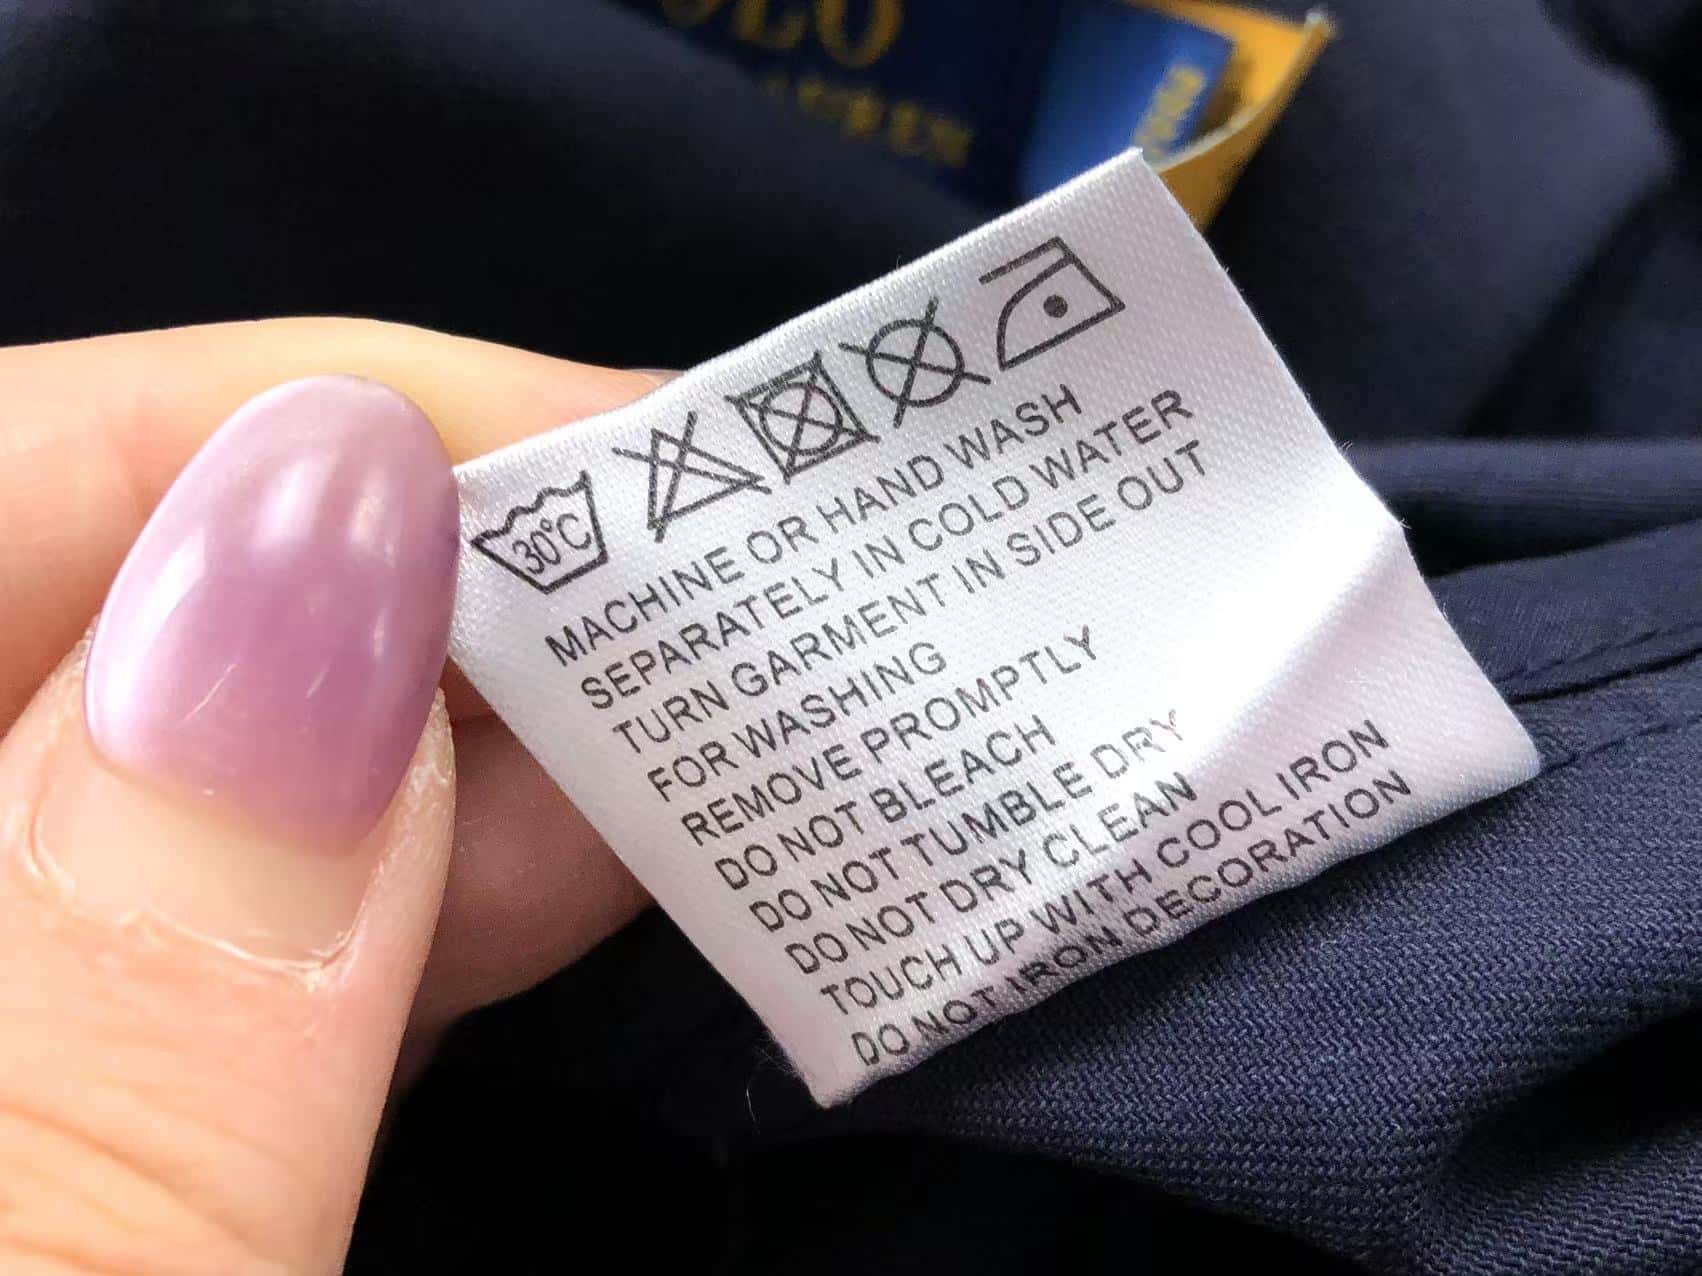 OLO
30°C
MACHINE OR HAND WASH
SEPARATELY IN COLD WATER
TURN GARMENT IN SIDE OUT
FOR WASHING
REMOVE PROMPTLY
DO NOT BLEACH
DO NOT TUMBLE DRY
DO NOT DRY CLEAN
TOUCH UP WITH COOL IRON
DO NOT IRON DECORATION